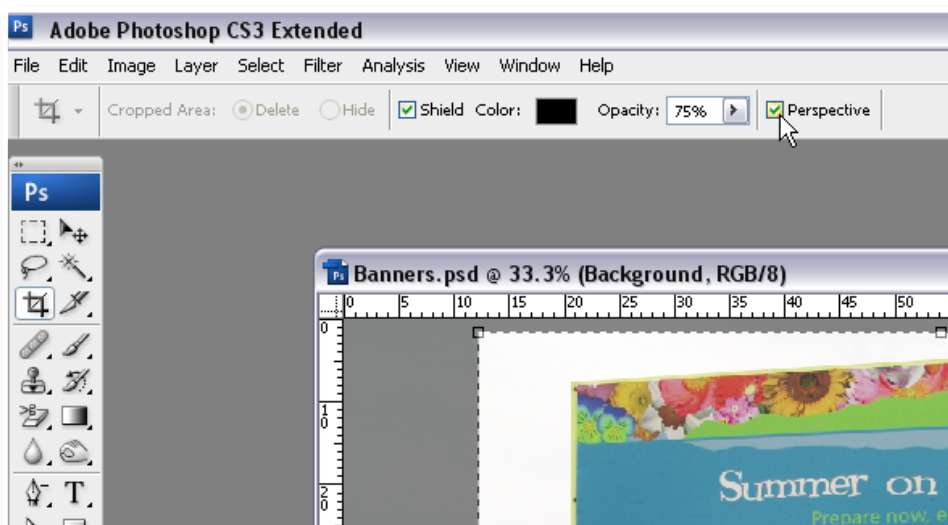 Ps Adobe Photoshop CS3 Extended
File Edit Image Layer Select Filter Analysis View Window Help
Cropped Area: Delete Hide Shield Color: Opacity: 75% Perspective
Ps
Ps Banners.psd @ 33.3% (Background, RGB/8)
0 5 10 15 20 25 30 35 40 45 50
0
10
20
Summer on
Prepare now, e
T